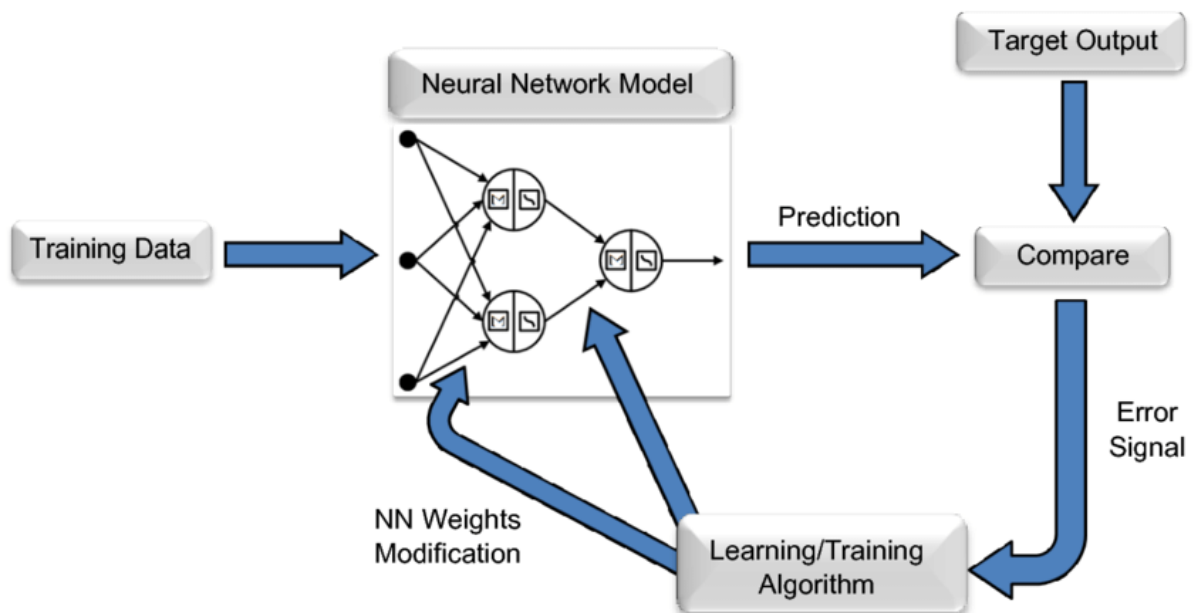 Target Output
Neural Network Model
Training Data
Prediction
Compare
Error
Signal
NN Weights
Modification
Learning/Training
Algorithm